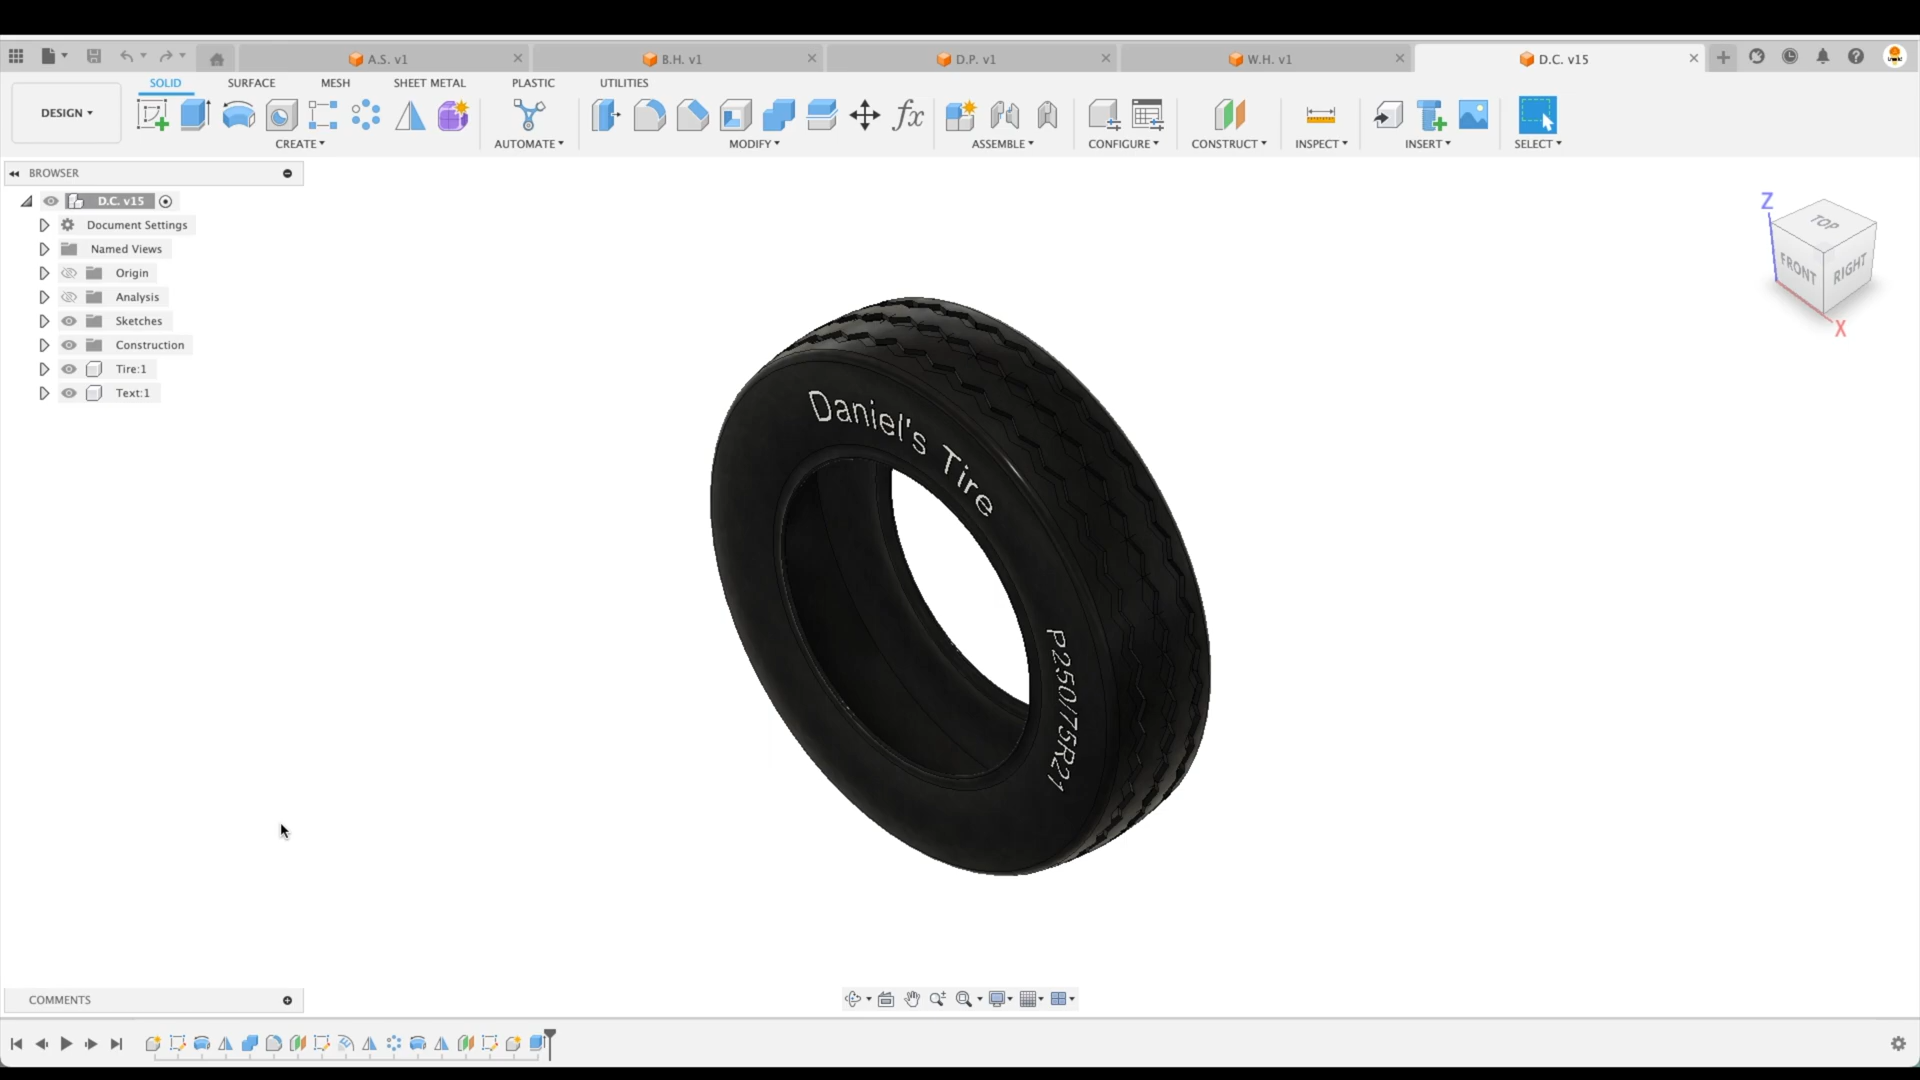 A.S. v1
B.H. v1
D.P. v1
W.H. v1
D.C. v15
SOLID
SURFACE
MESH
SHEET METAL
PLASTIC
UTILITIES
DESIGN
fx
CREATE
AUTOMATE
MODIFY
ASSEMBLE
CONFIGURE
CONSTRUCT
INSPECT
INSERT
SELECT
BROWSER
D.C. v15
Document Settings
Named Views
Origin
Analysis
Sketches
Construction
Tire:1
Text:1
Z
TOP
FRONT
RIGHT
X
Daniel's Tire
P250/75R21
COMMENTS